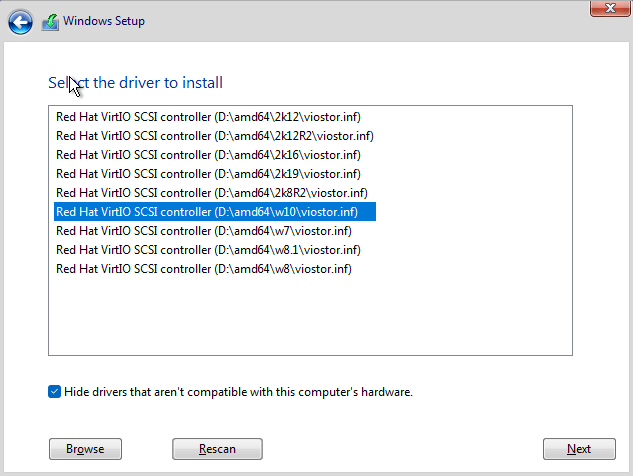 Windows Setup
Select the driver to install
Red Hat VirtIO SCSI controller (D:\amd64\2k12\viostor.inf)
Red Hat VirtIO SCSI controller (D:\amd64\2k12R2\viostor.inf)
Red Hat VirtIO SCSI controller (D:\amd64\2k16\viostor.inf)
Red Hat VirtIO SCSI controller (D:\amd64\2k19\viostor.inf)
Red Hat VirtIO SCSI controller (D:\amd64\2k8R2\viostor.inf)
Red Hat VirtIO SCSI controller (D:\amd64\w10\viostor.inf)
Red Hat VirtIO SCSI controller (D:\amd64\w7\viostor.inf)
Red Hat VirtIO SCSI controller (D:\amd64\w8.1\viostor.inf)
Red Hat VirtIO SCSI controller (D:\amd64\w8\viostor.inf)
Hide drivers that aren't compatible with this computer's hardware.
Browse Rescan Next